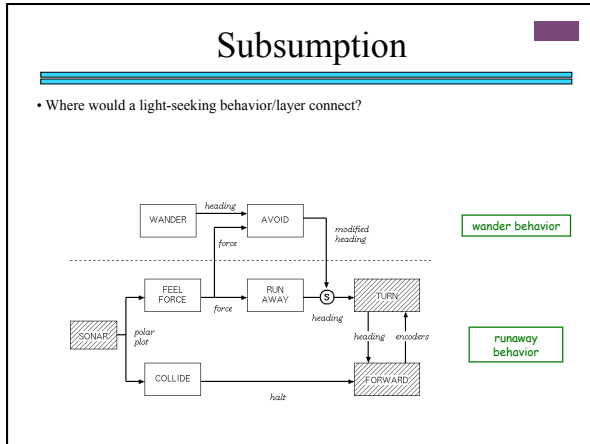 Subsumption
• Where would a light-seeking behavior/layer connect?
heading
WANDER
AVOID
wander behavior
modified
heading
force
FEEL
FORCE
RUN
AWAY
S
TURN
force
heading
SONAR
polar
plot
heading
encoders
runaway
behavior
COLLIDE
FORWARD
halt